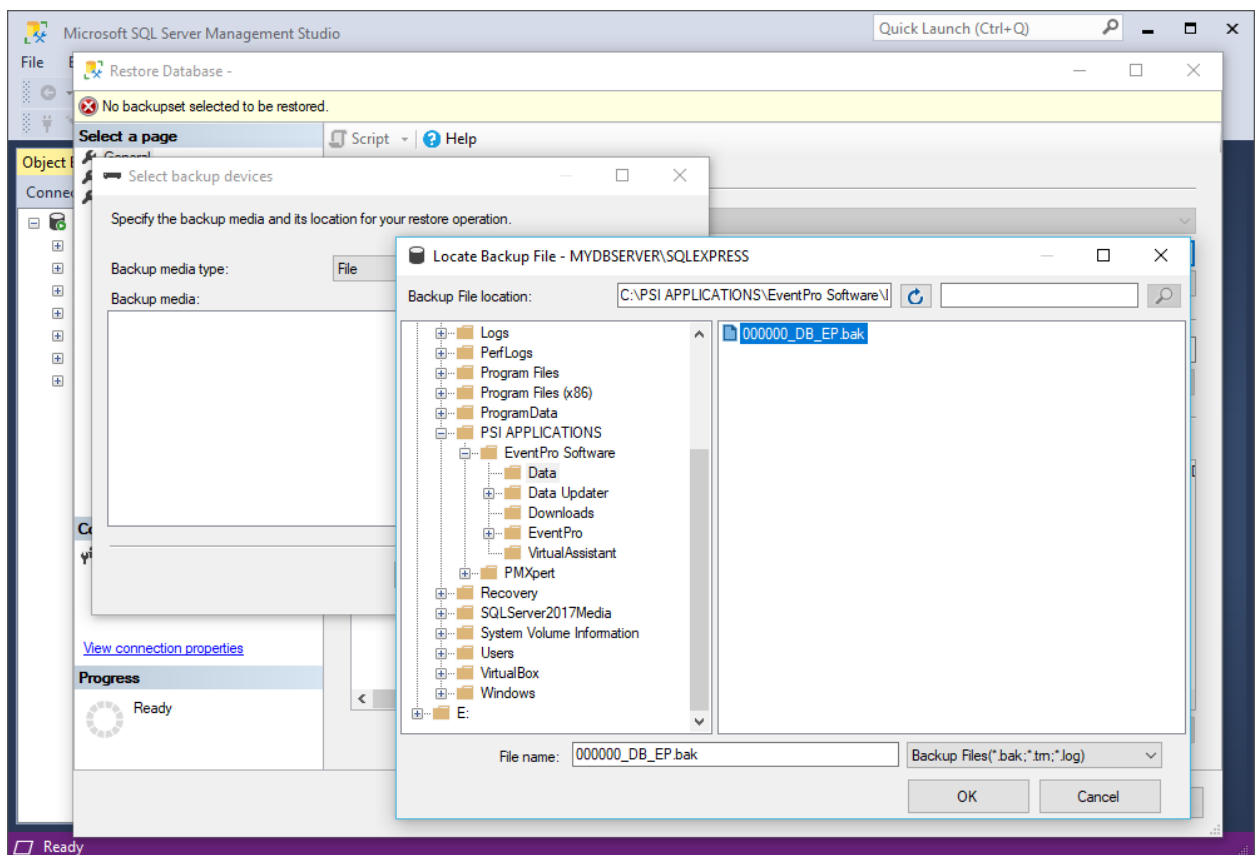 Microsoft SQL Server Management Studio
Quick Launch (Ctrl+Q)
File
Restore Database -
No backupset selected to be restored.
Select a page
Script
Help
General
Object
Select backup devices
Specify the backup media and its location for your restore operation.
Backup media type:
File
Backup media:
Locate Backup File - MYDBSERVER\SQLEXPRESS
Backup File location:
C:\PSI APPLICATIONS\EventPro Software\
Logs
PerfLogs
Program Files
Program Files (x86)
ProgramData
PSI APPLICATIONS
EventPro Software
Data
Data Updater
Downloads
EventPro
VirtualAssistant
PMXpert
Recovery
SQLServer2017Media
System Volume Information
Users
VirtualBox
Windows
E:
000000_DB_EP.bak
File name:
000000_DB_EP.bak
Backup Files(*.bak;*.trn;*.log)
OK
Cancel
View connection properties
Progress
Ready
Ready